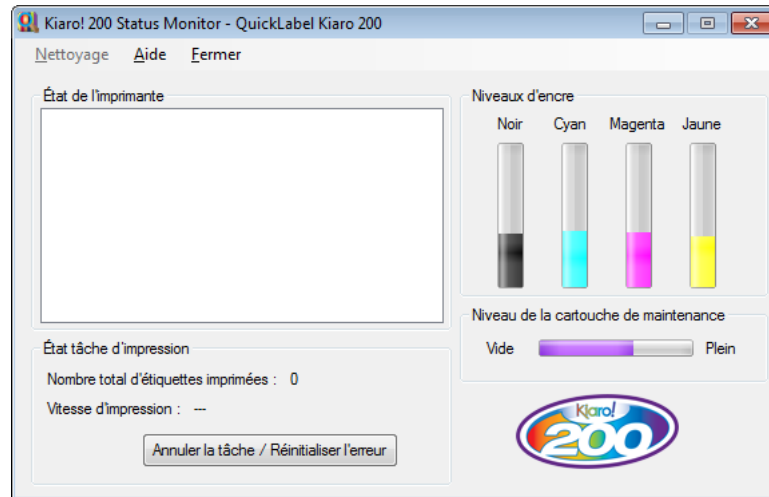 Kiaro! 200 Status Monitor - QuickLabel Kiaro 200
Nettoyage Aide Fermer
État de l'imprimante
Niveaux d'encre
Noir Cyan Magenta Jaune
Niveau de la cartouche de maintenance
Vide Plein
État tâche d'impression
Nombre total d'étiquettes imprimées : 0
Vitesse d'impression : ---
Annuler la tâche / Réinitialiser l'erreur
Kiaro!
200